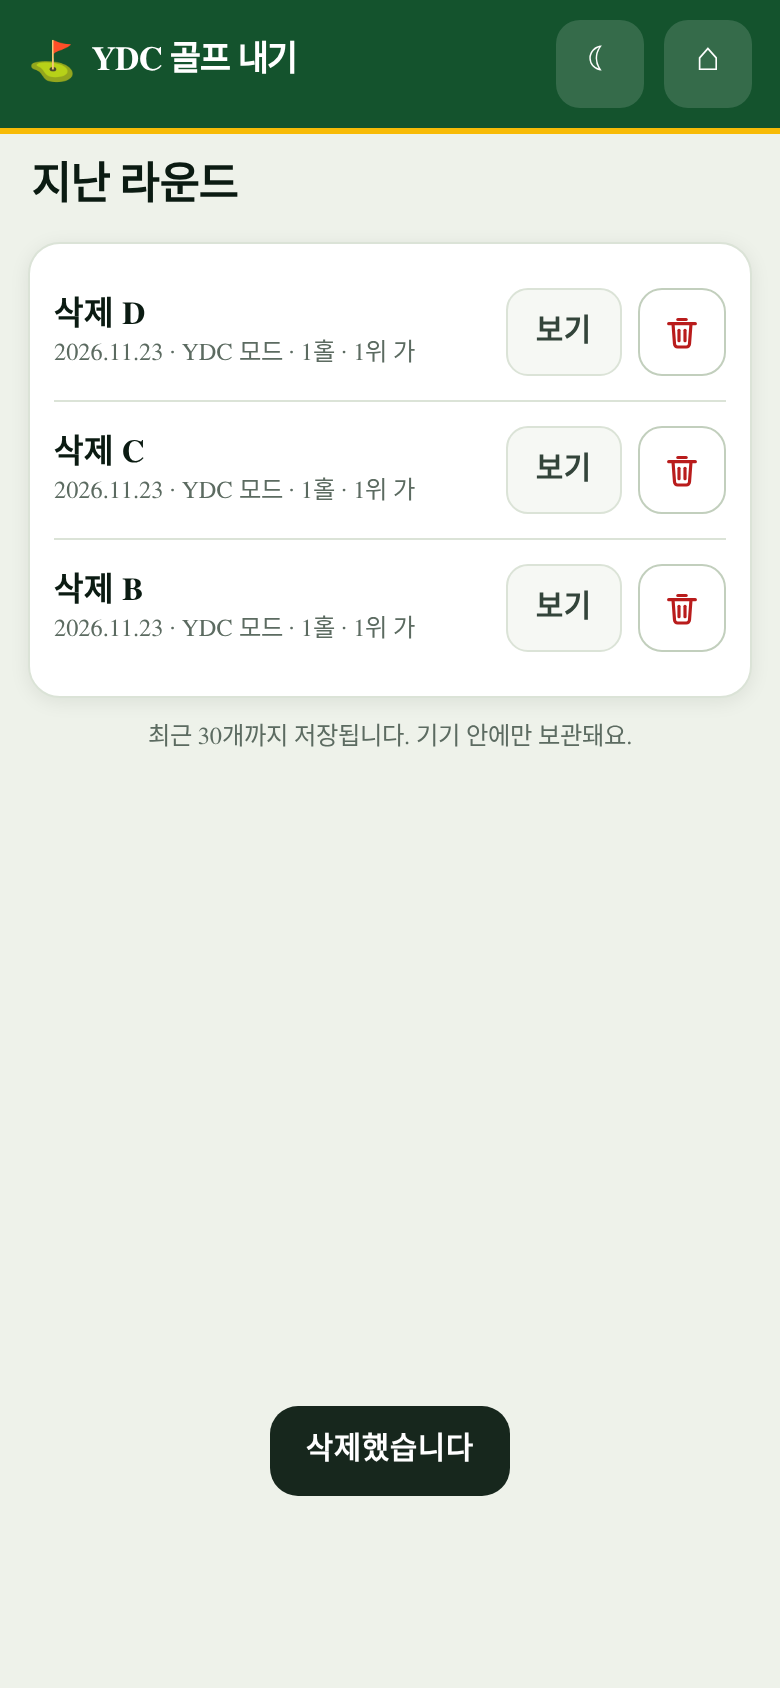 YDC 골프 내기
지난 라운드
삭제 D
2026.11.23 · YDC 모드 · 1홀 · 1위 가
보기
삭제 C
2026.11.23 · YDC 모드 · 1홀 · 1위 가
보기
삭제 B
2026.11.23 · YDC 모드 · 1홀 · 1위 가
보기
최근 30개까지 저장됩니다. 기기 안에만 보관돼요.
삭제했습니다